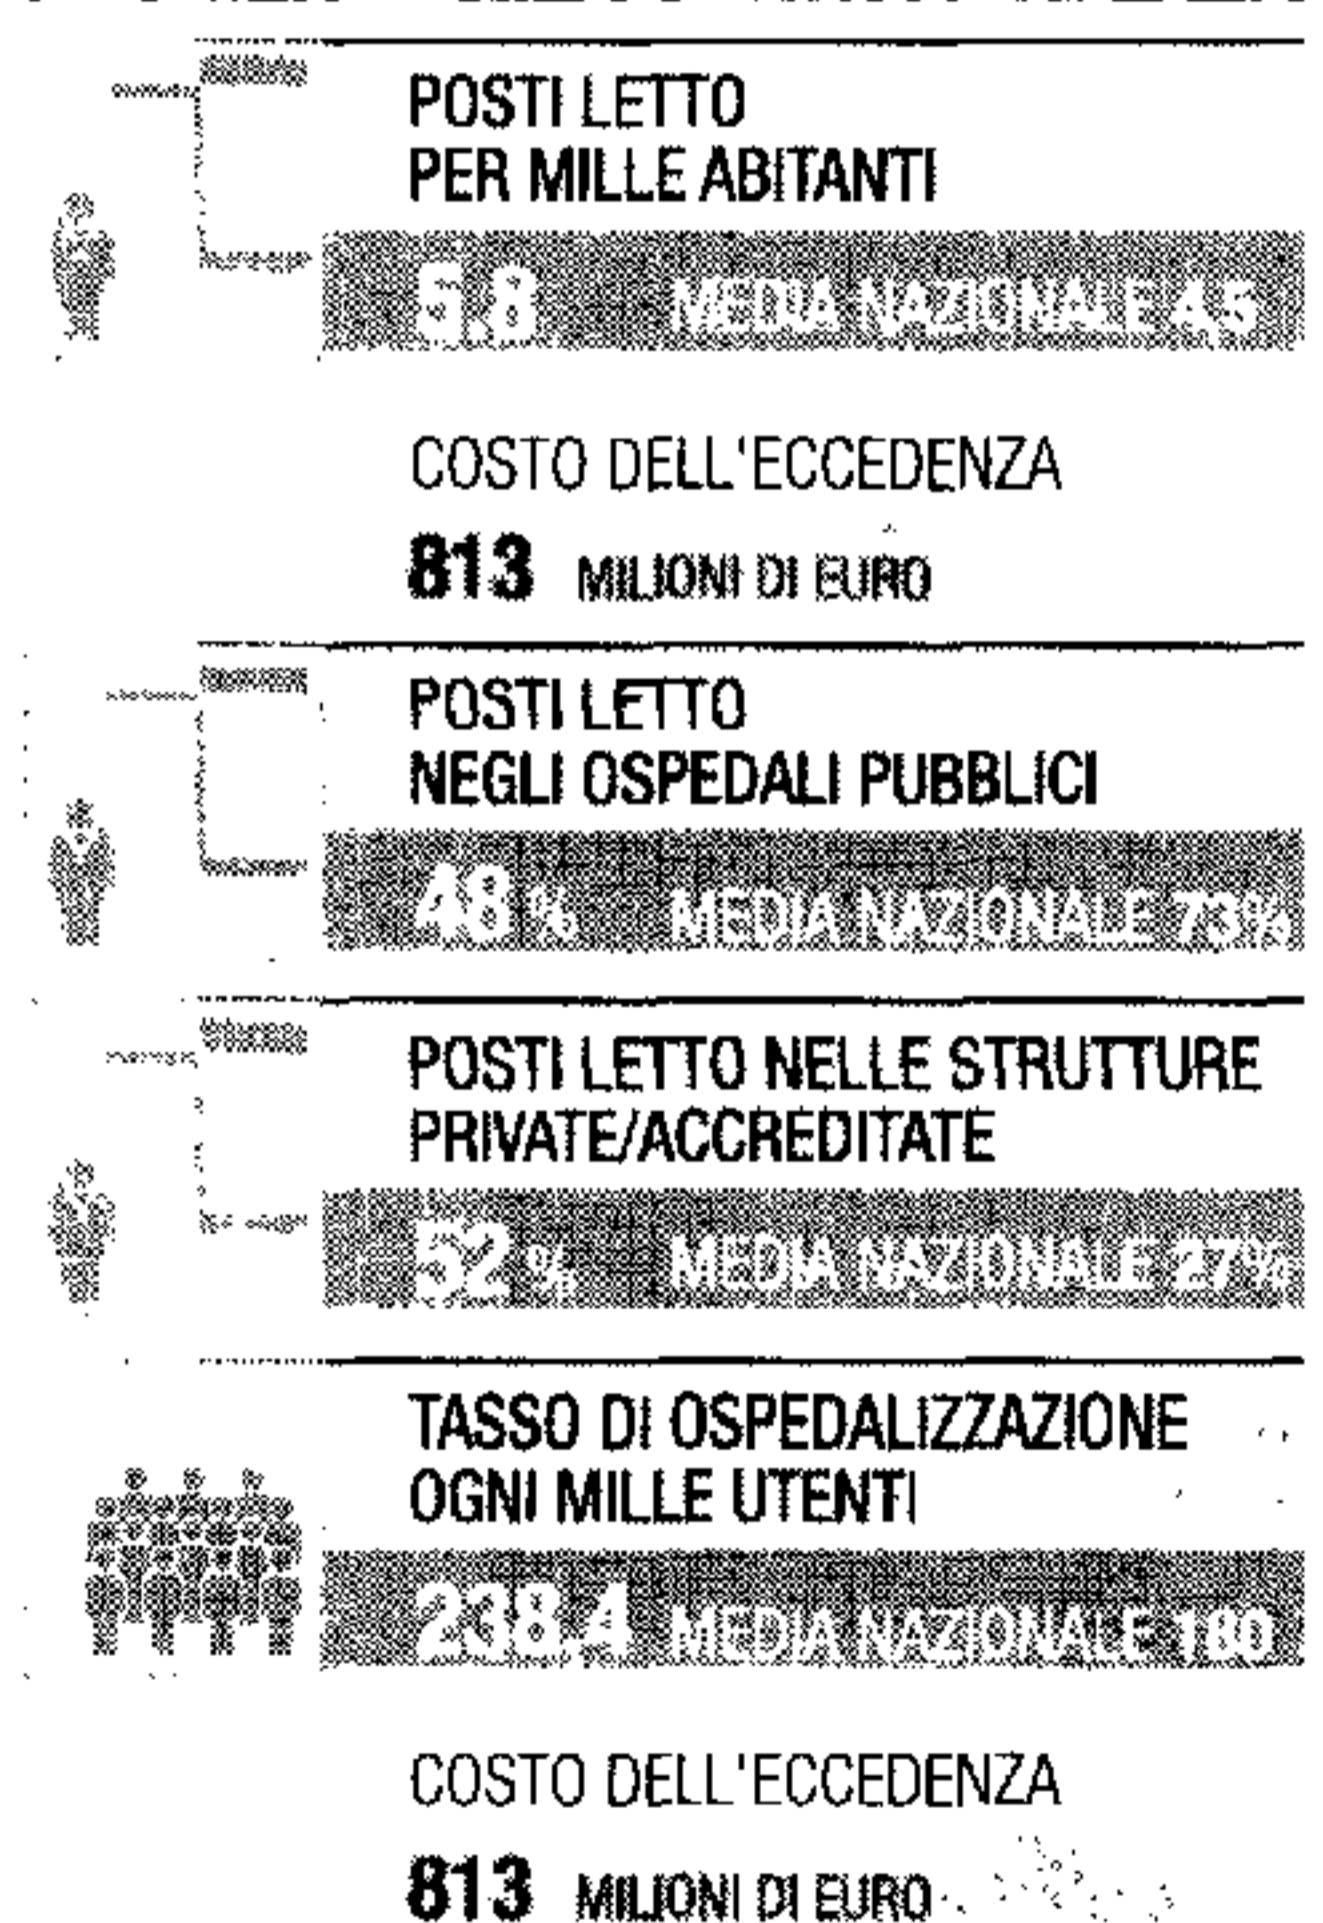 POSTI LETTO
PER MILLE ABITANTI
5.8 MEDIA NAZIONALE 4,5
COSTO DELL'ECCEDENZA
813 MILIONI DI EURO
POSTI LETTO
NEGLI OSPEDALI PUBBLICI
48% MEDIA NAZIONALE 73%
POSTI LETTO NELLE STRUTTURE
PRIVATE/ACCREDITATE
52% MEDIA NAZIONALE 27%
TASSO DI OSPEDALIZZAZIONE
OGNI MILLE UTENTI
238.4 MEDIA NAZIONALE 180
COSTO DELL'ECCEDENZA
813 MILIONI DI EURO